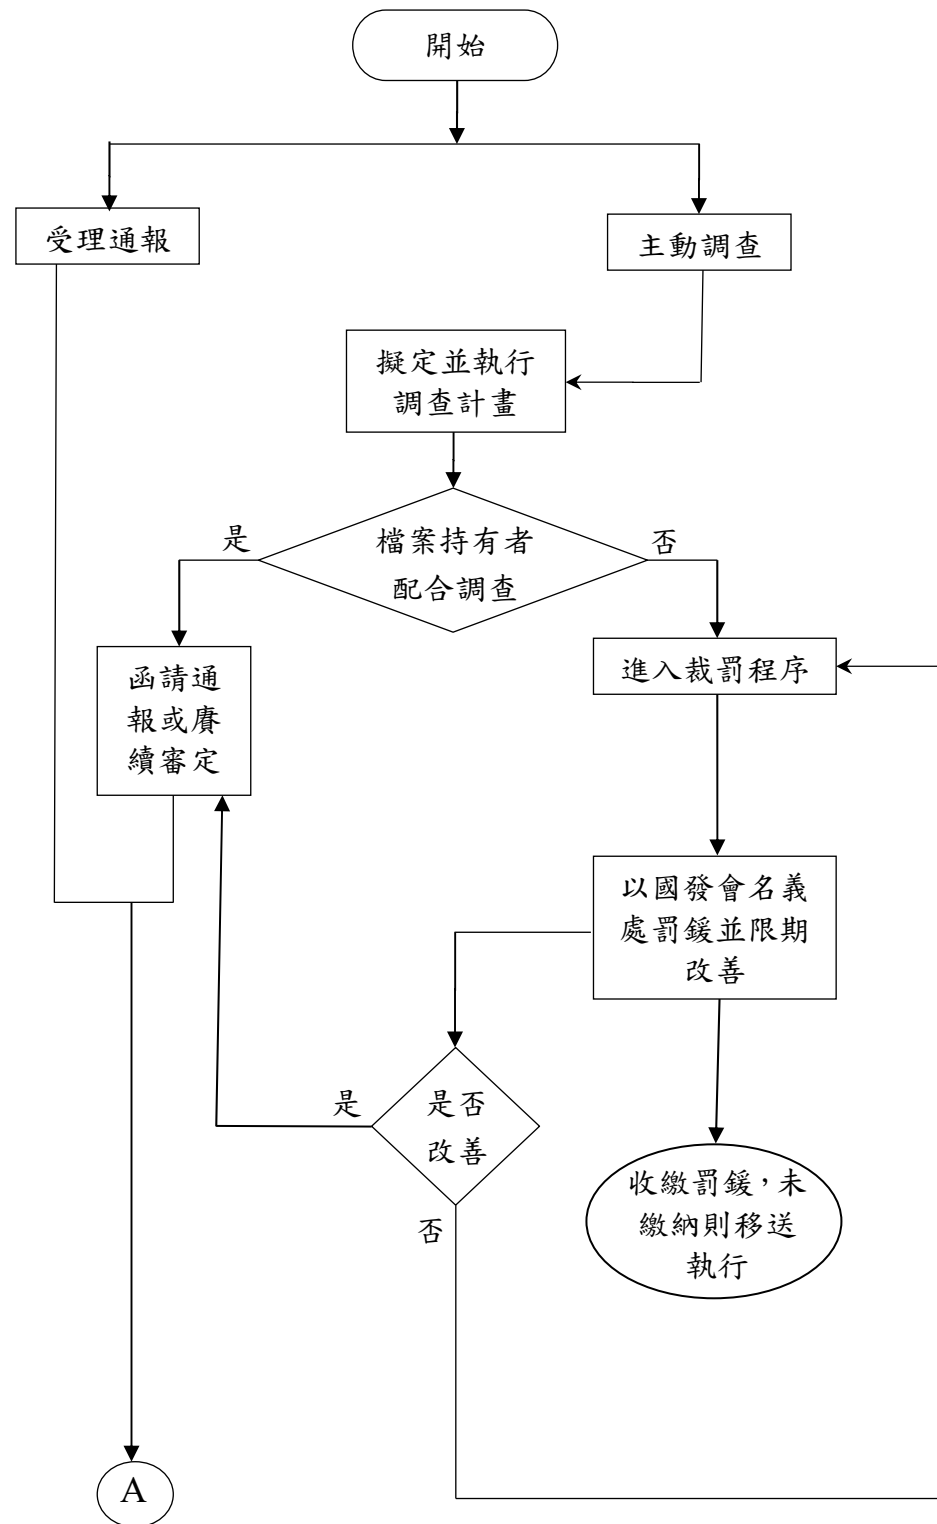 開始
受理通報
主動調查
擬定並執行
調查計畫
是
檔案持有者
配合調查
否
函請通
報或賡
續審定
進入裁罰程序
以國發會名義
處罰鍰並限期
改善
是
是否
改善
否
收繳罰鍰，未
繳納則移送
執行
A